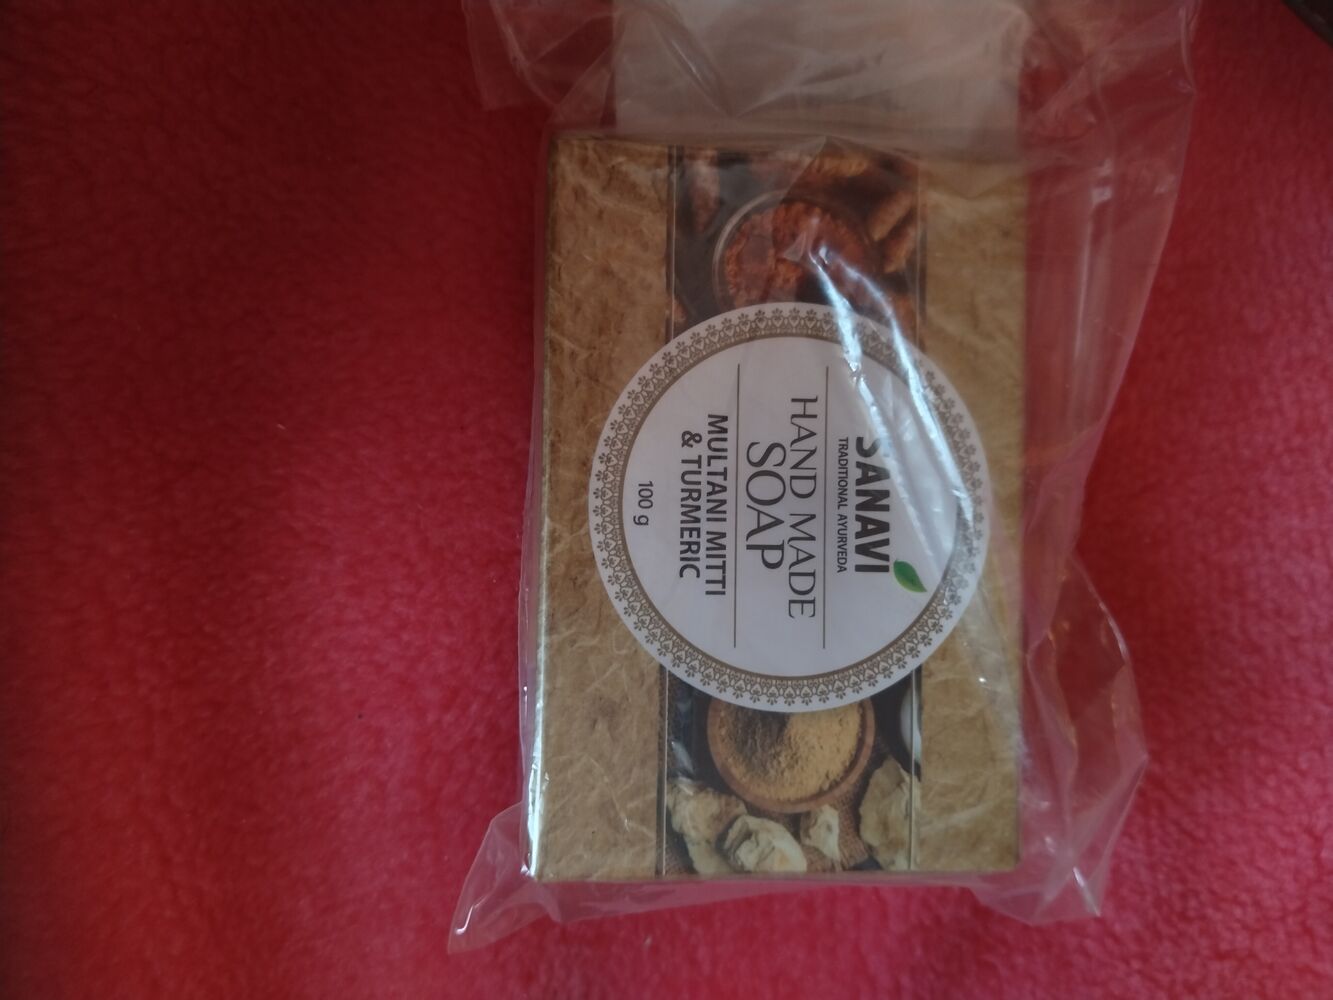 SANAVI
TRADITIONAL AYURVEDA
HAND MADE
SOAP
MULTANI MITTI
& TURMERIC
100 g